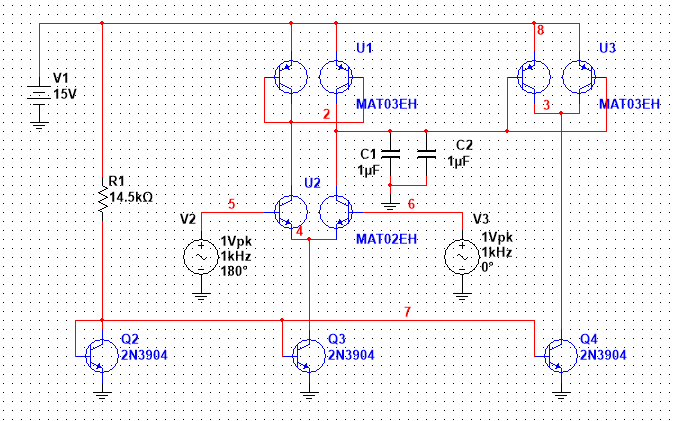 8
U1
U3
V1
15V
MAT03EH
MAT03EH
2
3
C1
1µF
C2
1µF
R1
14.5kΩ
U2
V2
5
6
V3
4
MAT02EH
1Vpk
1kHz
180°
1Vpk
1kHz
0°
7
Q2
2N3904
Q3
2N3904
Q4
2N3904